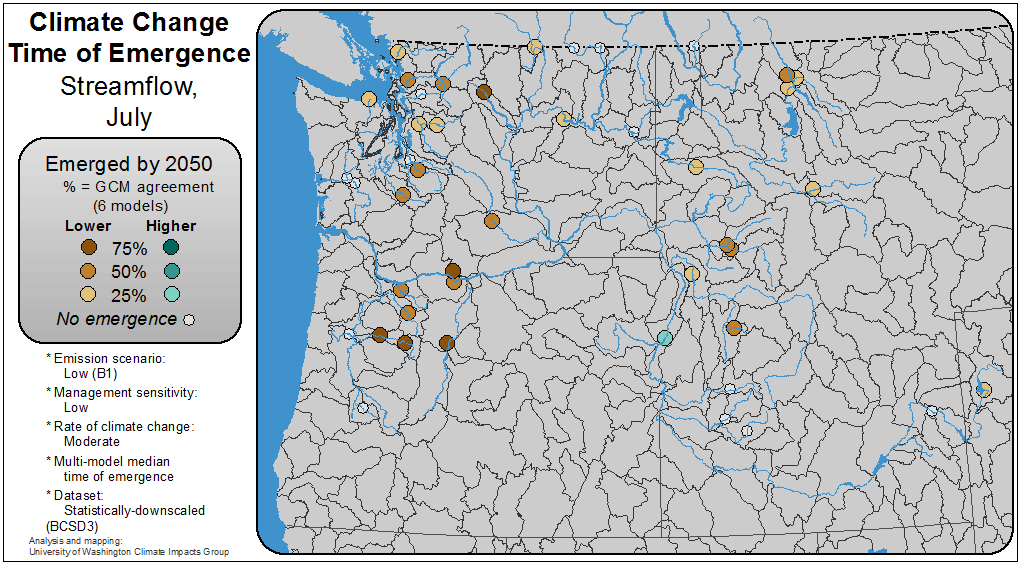 Climate Change
Time of Emergence
Streamflow,
July
Emerged by 2050
% = GCM agreement
(6 models)
Lower Higher
75%
50%
25%
No emergence
* Emission scenario:
Low (B1)
* Management sensitivity:
Low
* Rate of climate change:
Moderate
* Multi-model median
time of emergence
* Dataset:
Statistically-downscaled
(BCSD3)
Analysis and mapping:
University of Washington Climate Impacts Group